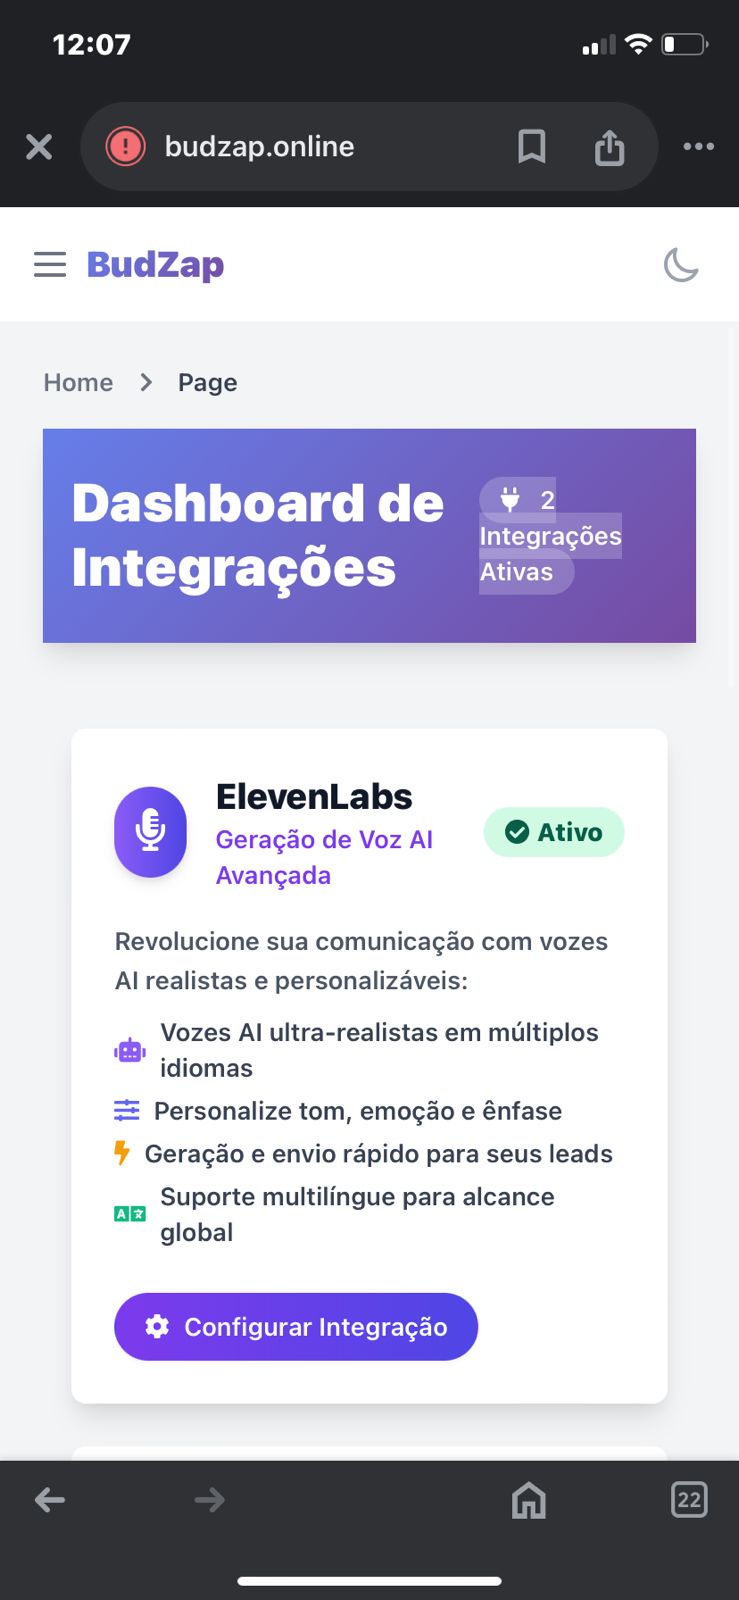 12:07
budzap.online
BudZap
Home > Page
Dashboard de
Integrações
2
Integrações
Ativas
ElevenLabs
Geração de Voz AI
Avançada
Ativo
Revolucione sua comunicação com vozes
AI realistas e personalizáveis:
Vozes AI ultra-realistas em múltiplos
idiomas
Personalize tom, emoção e ênfase
Geração e envio rápido para seus leads
Suporte multilíngue para alcance
global
Configurar Integração
22